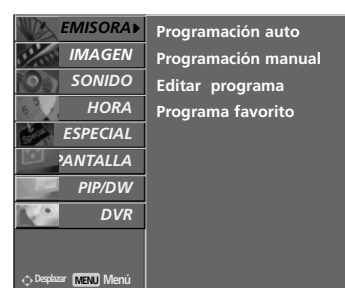 EMISORA
IMAGEN
SONIDO
HORA
ESPECIAL
PANTALLA
PIP/DW
DVR
Desplazar MENU Menú
Programación auto
Programación manual
Editar programa
Programa favorito